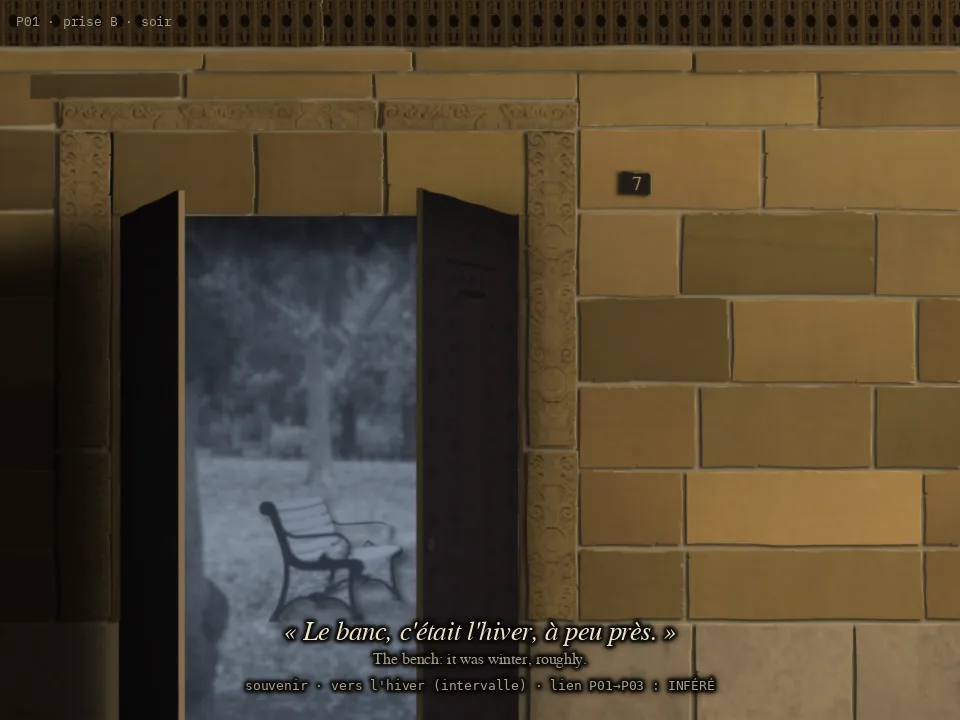 P01 · prise B · soir
7
« Le banc, c'était l'hiver, à peu près. »
The bench: it was winter, roughly.
souvenir · vers l'hiver (intervalle) · lien P01→P03 : INFÉRÉ